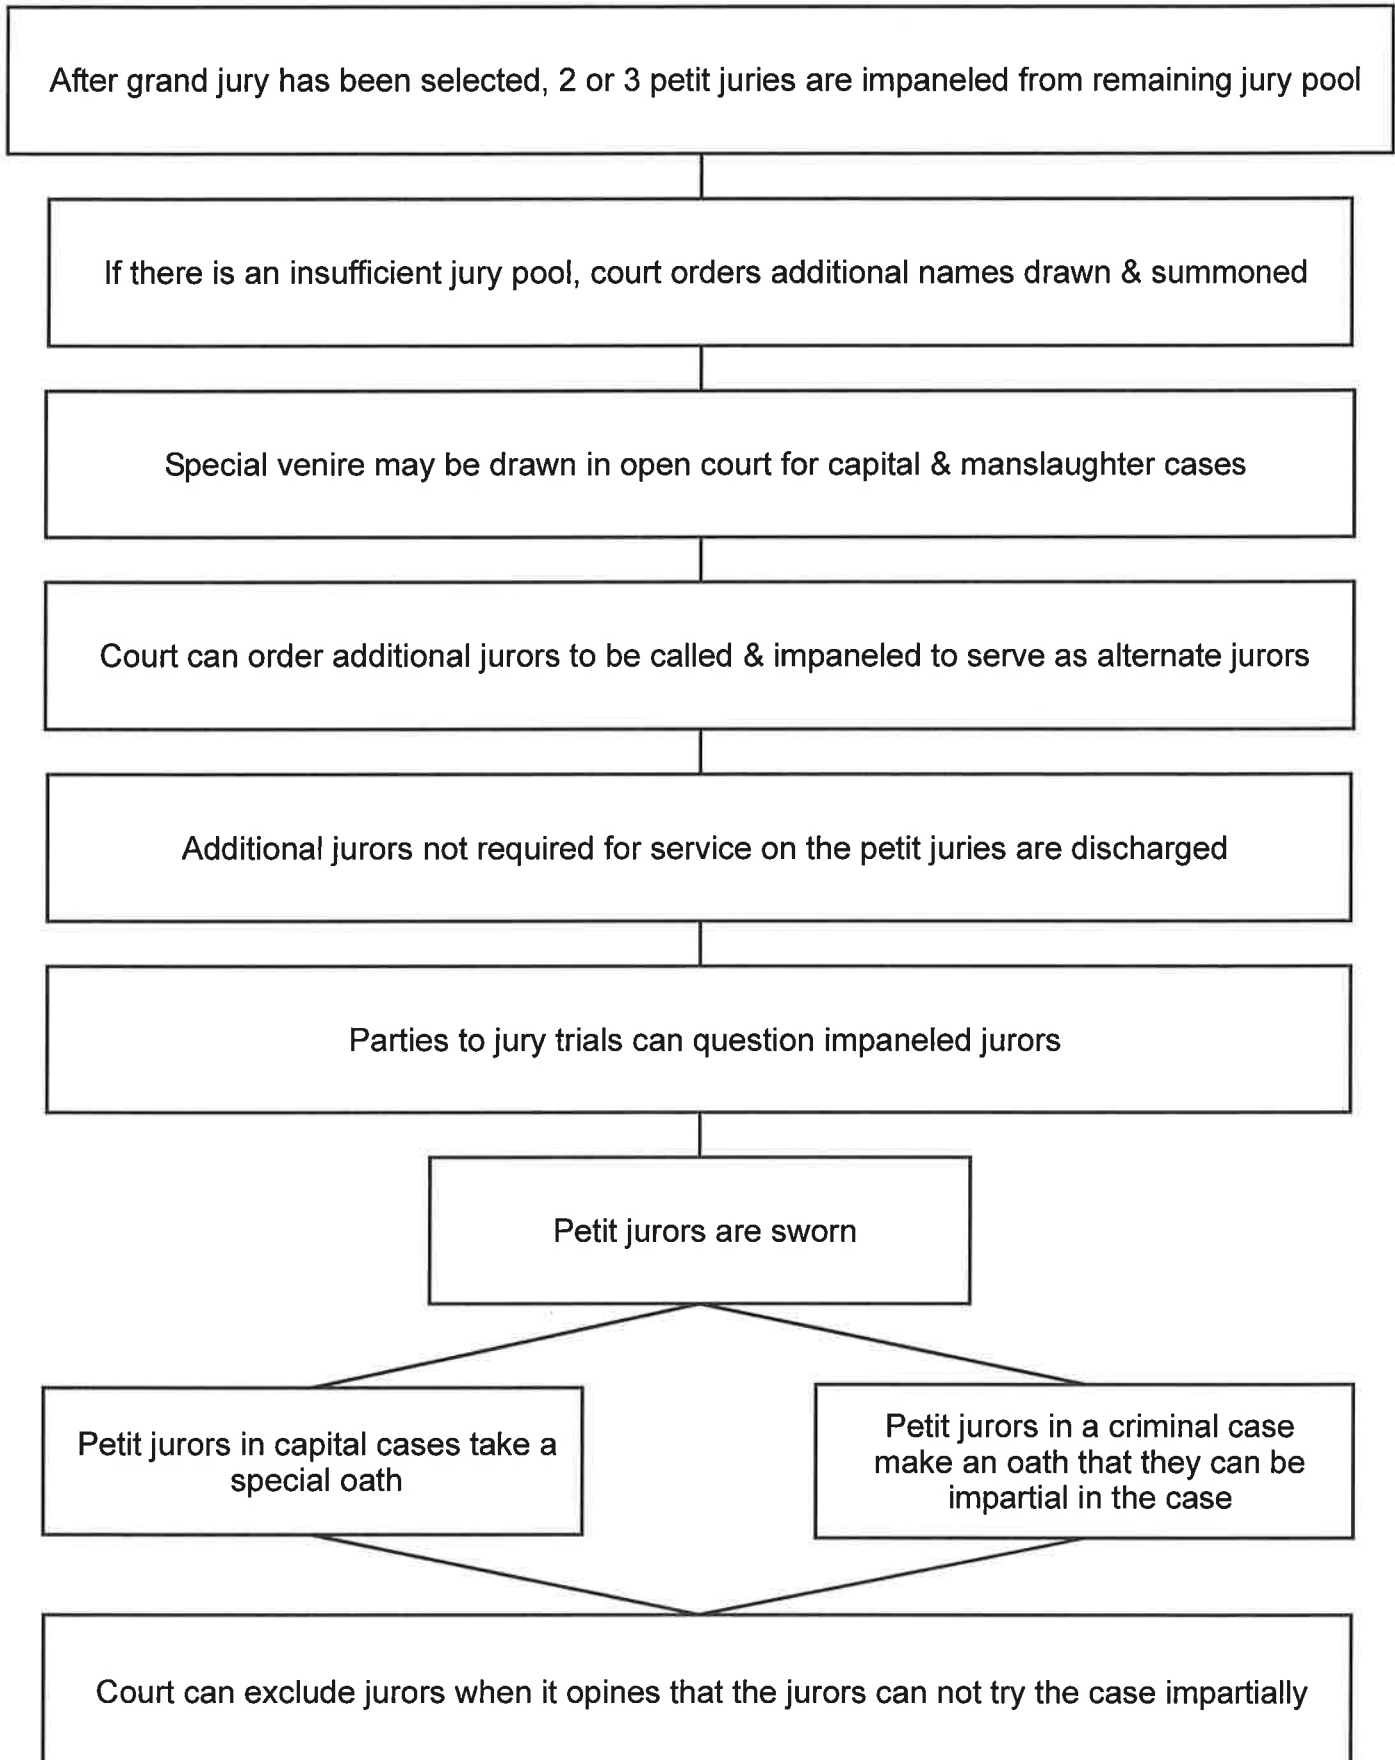 After grand jury has been selected, 2 or 3 petit juries are impaneled from remaining jury pool
If there is an insufficient jury pool, court orders additional names drawn & summoned
Special venire may be drawn in open court for capital & manslaughter cases
Court can order additional jurors to be called & impaneled to serve as alternate jurors
Additional jurors not required for service on the petit juries are discharged
Parties to jury trials can question impaneled jurors
Petit jurors are sworn
Petit jurors in capital cases take a
special oath
Petit jurors in a criminal case
make an oath that they can be
impartial in the case
Court can exclude jurors when it opines that the jurors can not try the case impartially